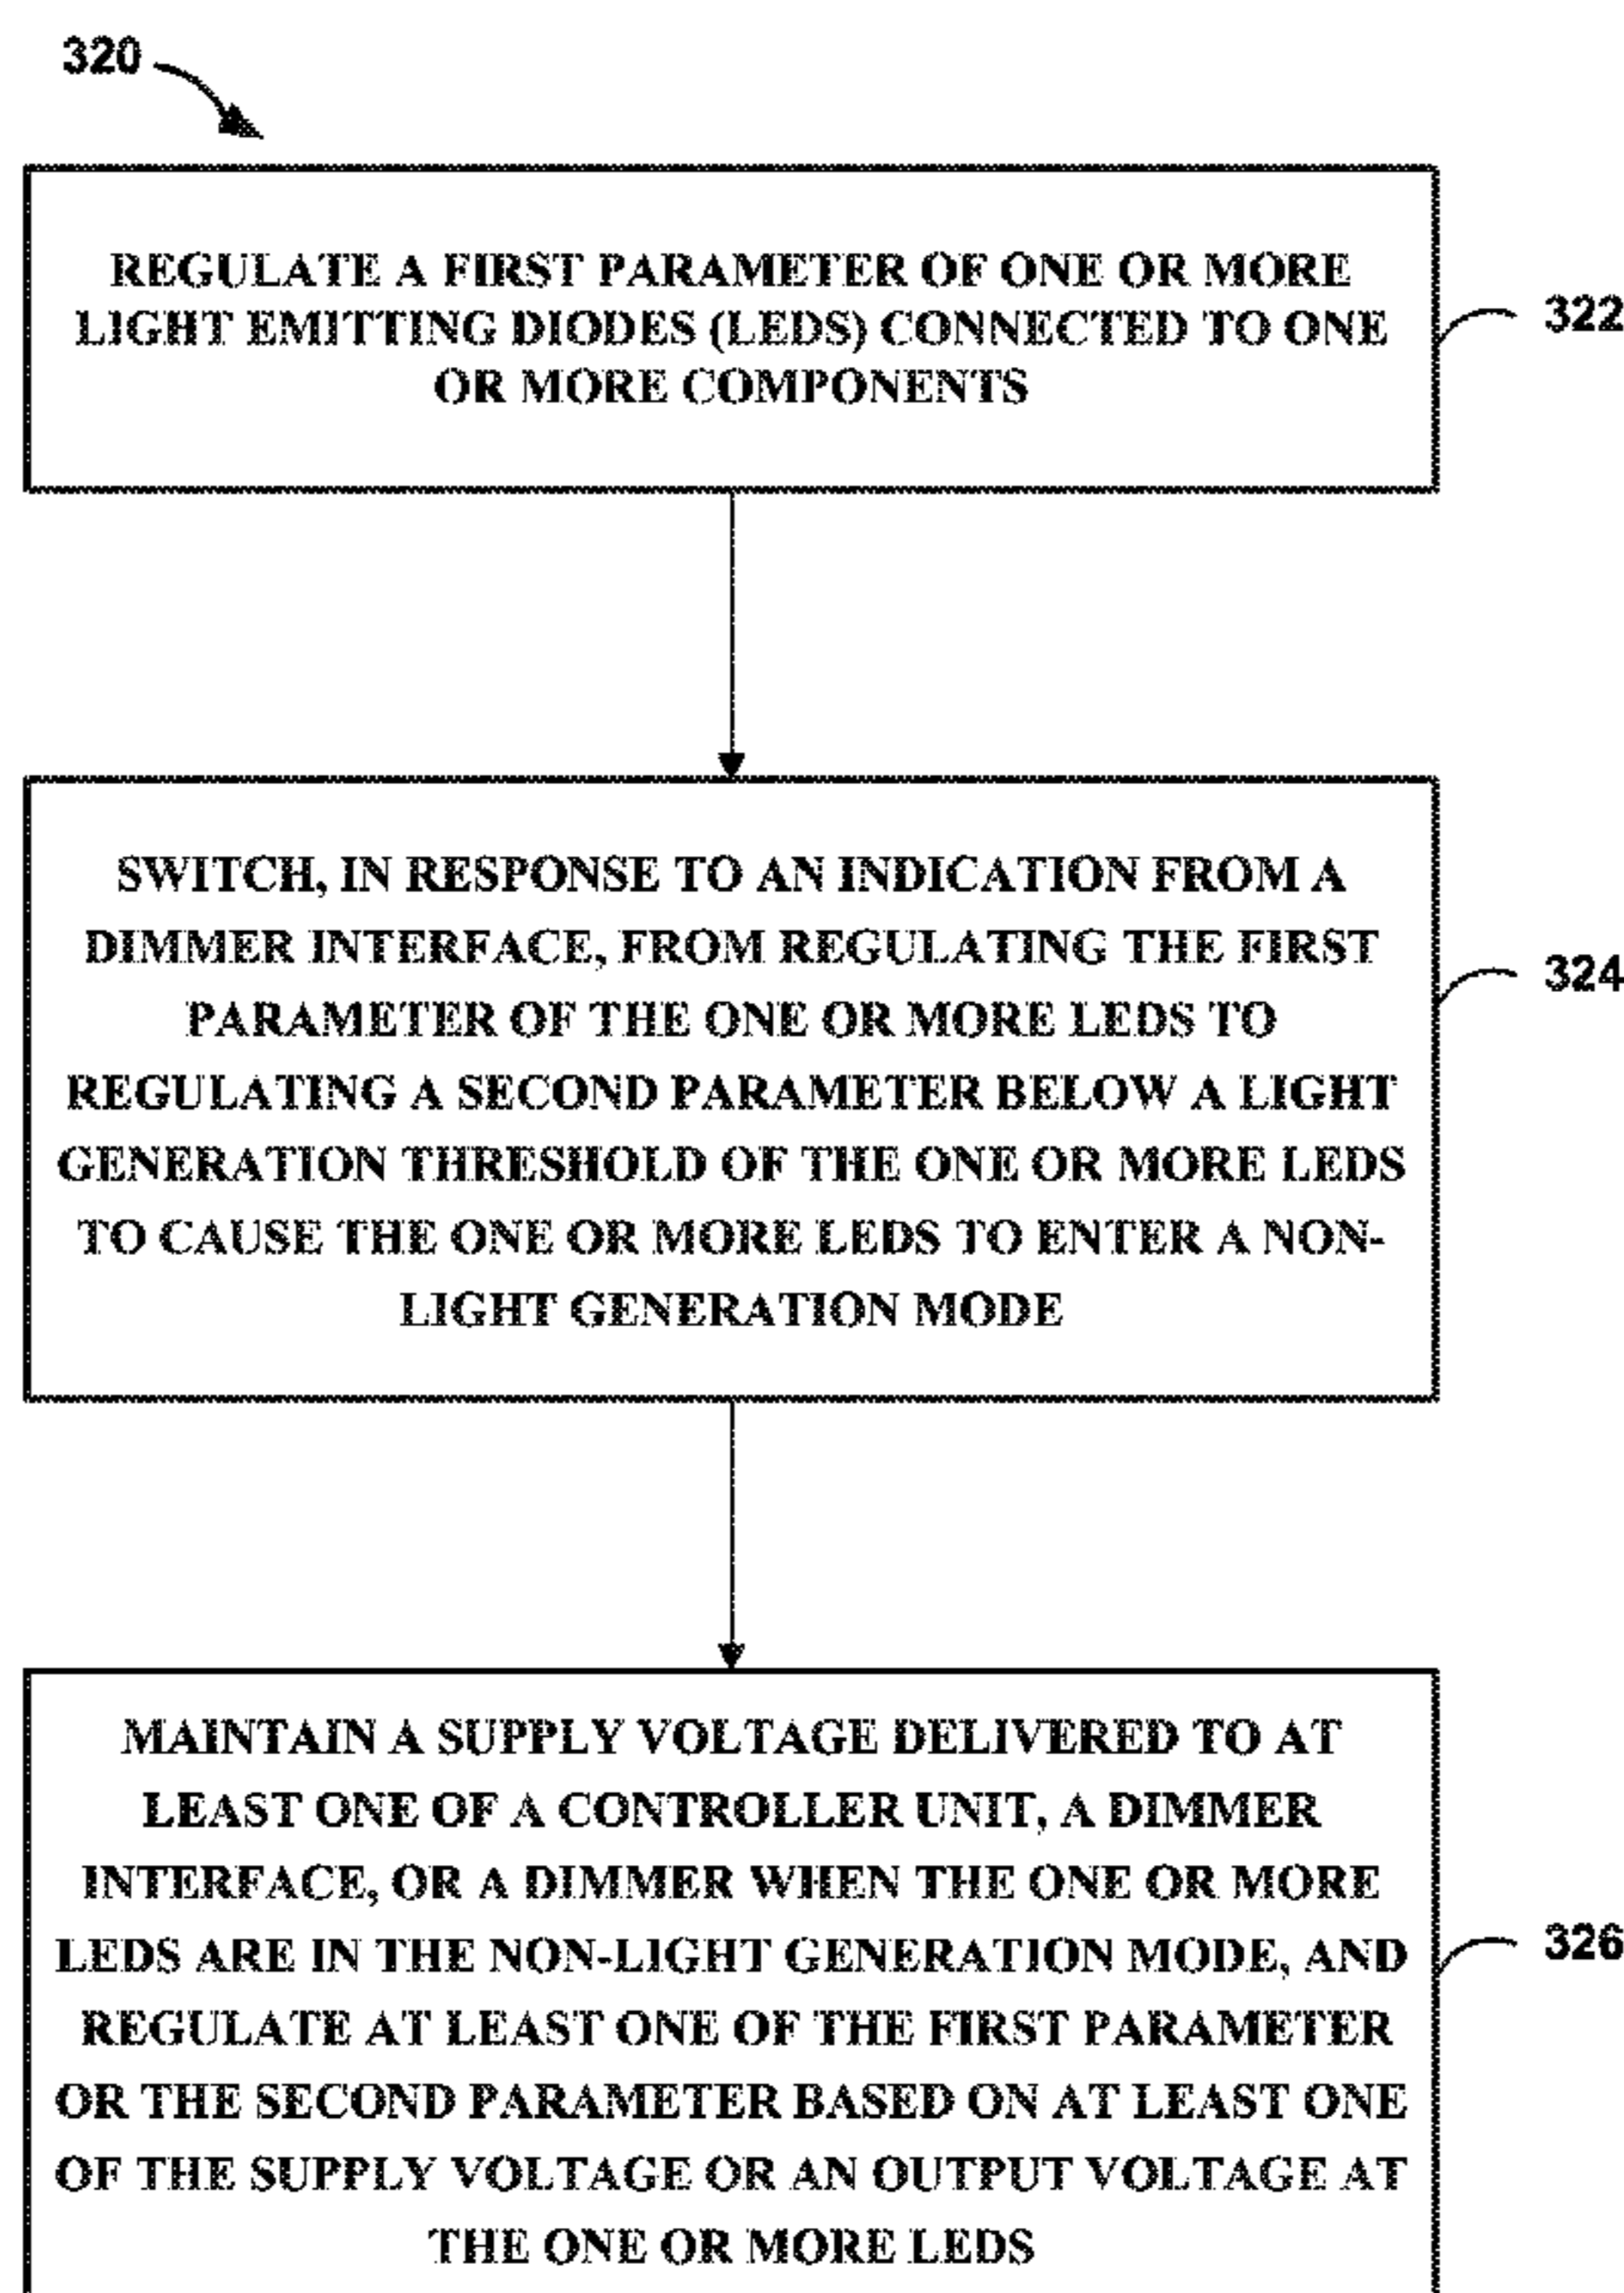 320
REGULATE A FIRST PARAMETER OF ONE OR MORE
LIGHT EMITTING DIODES (LEDS) CONNECTED TO ONE
OR MORE COMPONENTS
322
SWITCH, IN RESPONSE TO AN INDICATION FROM A
DIMMER INTERFACE, FROM REGULATING THE FIRST
PARAMETER OF THE ONE OR MORE LEDS TO
REGULATING A SECOND PARAMETER BELOW A LIGHT
GENERATION THRESHOLD OF THE ONE OR MORE LEDS
TO CAUSE THE ONE OR MORE LEDS TO ENTER A NON-
LIGHT GENERATION MODE
324
MAINTAIN A SUPPLY VOLTAGE DELIVERED TO AT
LEAST ONE OF A CONTROLLER UNIT, A DIMMER
INTERFACE, OR A DIMMER WHEN THE ONE OR MORE
LEDS ARE IN THE NON-LIGHT GENERATION MODE, AND
REGULATE AT LEAST ONE OF THE FIRST PARAMETER
OR THE SECOND PARAMETER BASED ON AT LEAST ONE
OF THE SUPPLY VOLTAGE OR AN OUTPUT VOLTAGE AT
THE ONE OR MORE LEDS
326